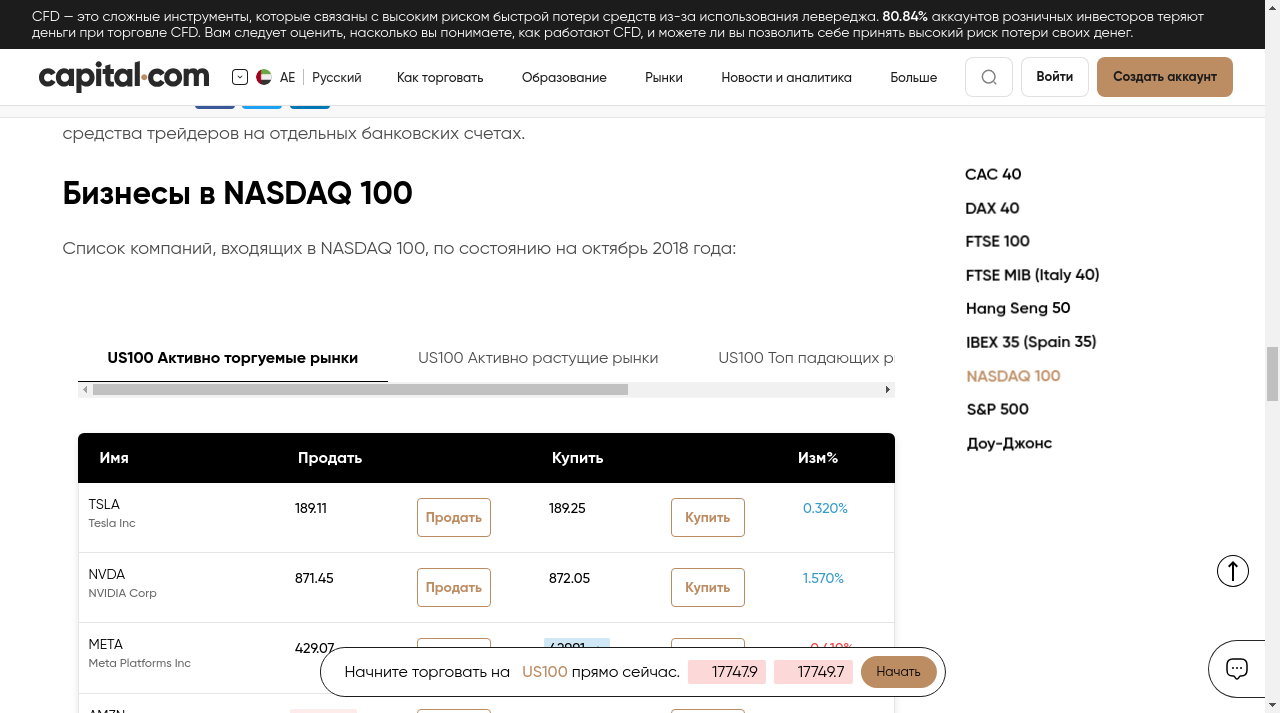 CFD — это сложные инструменты, которые связаны с высоким риском быстрой потери средств из-за использования левереджа. 80.84% аккаунтов розничных инвесторов теряют
деньги при торговле CFD. Вам следует оценить, насколько вы понимаете, как работают CFD, и можете ли вы позволить себе принять высокий риск потери своих денег.
capital.com AE Русский Как торговать Образование Рынки Новости и аналитика Больше Войти Создать аккаунт
средства трейдеров на отдельных банковских счетах.
Бизнесы в NASDAQ 100
Список компаний, входящих в NASDAQ 100, по состоянию на октябрь 2018 года:
US100 Активно торгуемые рынки US100 Активно растущие рынки US100 Топ падающих р
Имя Продать Купить Изм%
TSLA 189.11 Продать 189.25 Купить 0.320%
Tesla Inc
NVDA 871.45 Продать 872.05 Купить 1.570%
NVIDIA Corp
META 429.07
Meta Platforms Inc
Начните торговать на US100 прямо сейчас. 17747.9 17749.7 Начать
CAC 40
DAX 40
FTSE 100
FTSE MIB (Italy 40)
Hang Seng 50
IBEX 35 (Spain 35)
NASDAQ 100
S&P 500
Доу-Джонс